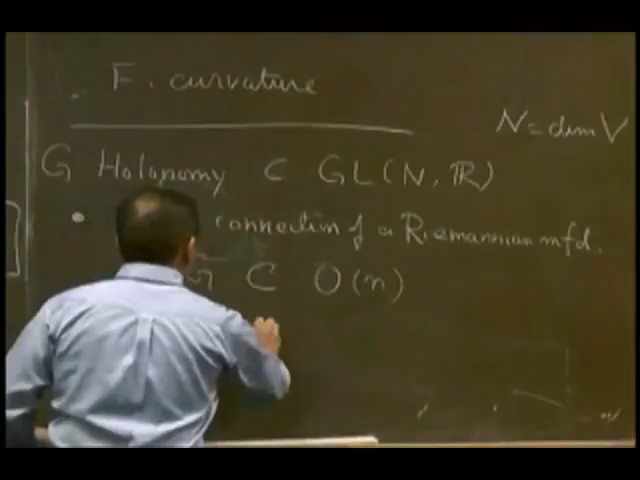 F. curvature
N = dim V
G Holonomy ⊂ GL(N, ℝ)
• connection of a Riemannian mfd.
G ⊂ O(n)